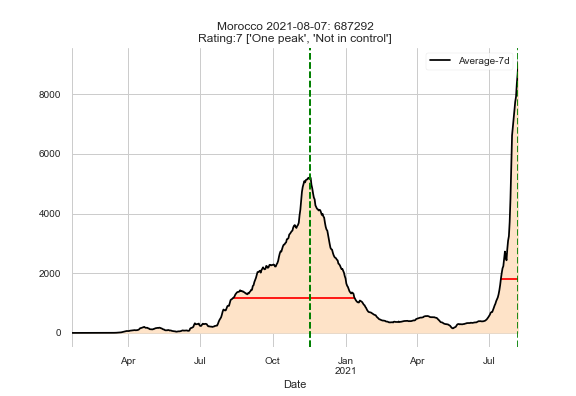 Morocco 2021-08-07: 687292
Rating:7 ['One peak', 'Not in control']
Average-7d
8000
6000
4000
2000
0
Apr
Jul
Oct
Jan
2021
Apr
Jul
Date